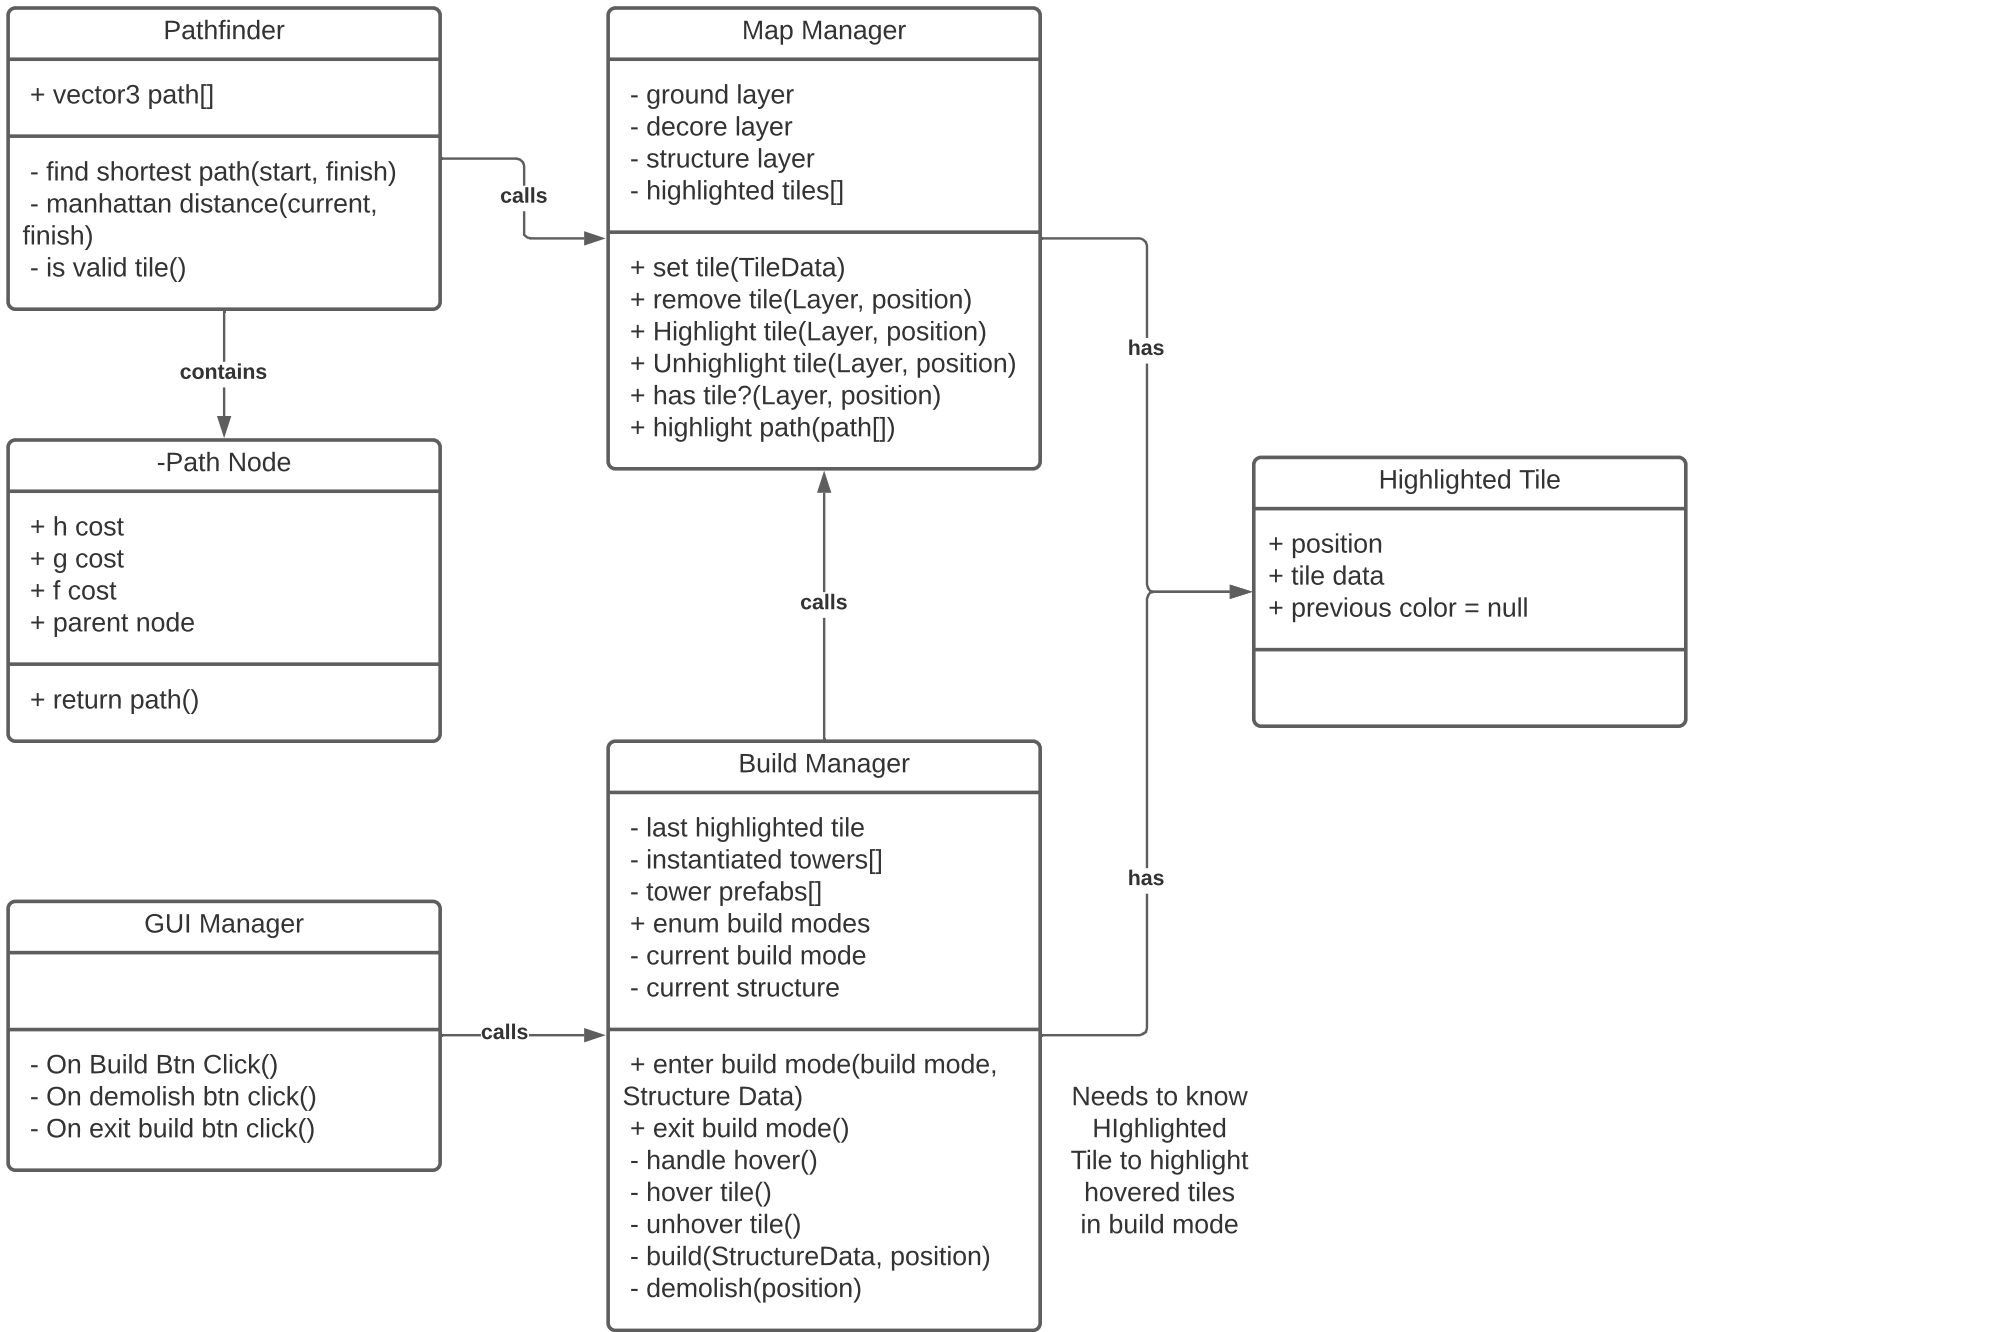 Pathfinder
+ vector3 path[]
- find shortest path(start, finish)
- manhattan distance(current,
finish)
- is valid tile()
calls
contains
-Path Node
+ h cost
+ g cost
+ f cost
+ parent node
+ return path()
Map Manager
- ground layer
- decore layer
- structure layer
- highlighted tiles[]
+ set tile(TileData)
+ remove tile(Layer, position)
+ Highlight tile(Layer, position)
+ Unhighlight tile(Layer, position)
+ has tile?(Layer, position)
+ highlight path(path[])
has
calls
Highlighted Tile
+ position
+ tile data
+ previous color = null
GUI Manager
- On Build Btn Click()
- On demolish btn click()
- On exit build btn click()
calls
Build Manager
- last highlighted tile
- instantiated towers[]
- tower prefabs[]
+ enum build modes
- current build mode
- current structure
+ enter build mode(build mode,
Structure Data)
+ exit build mode()
- handle hover()
- hover tile()
- unhover tile()
- build(StructureData, position)
- demolish(position)
has
Needs to know
HIghlighted
Tile to highlight
hovered tiles
in build mode